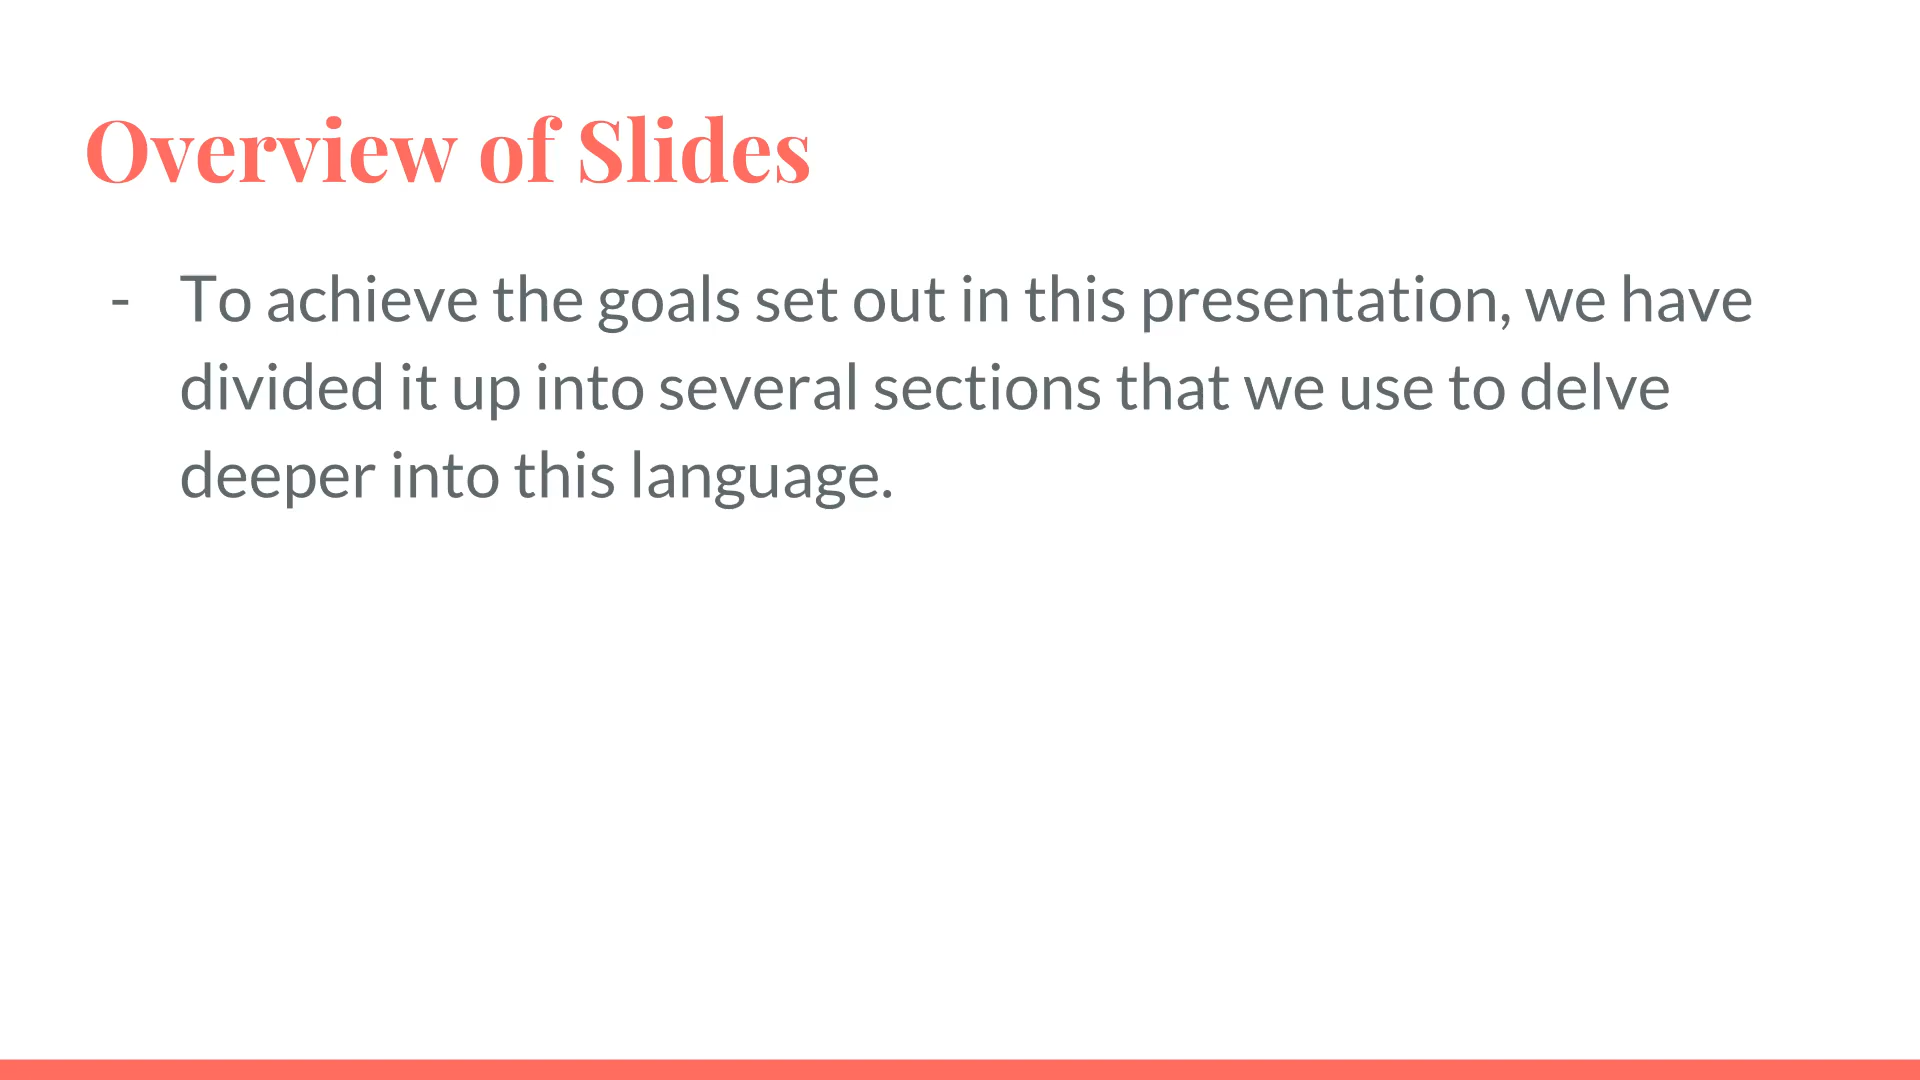 Overview of Slides
- To achieve the goals set out in this presentation, we have
divided it up into several sections that we use to delve
deeper into this language.